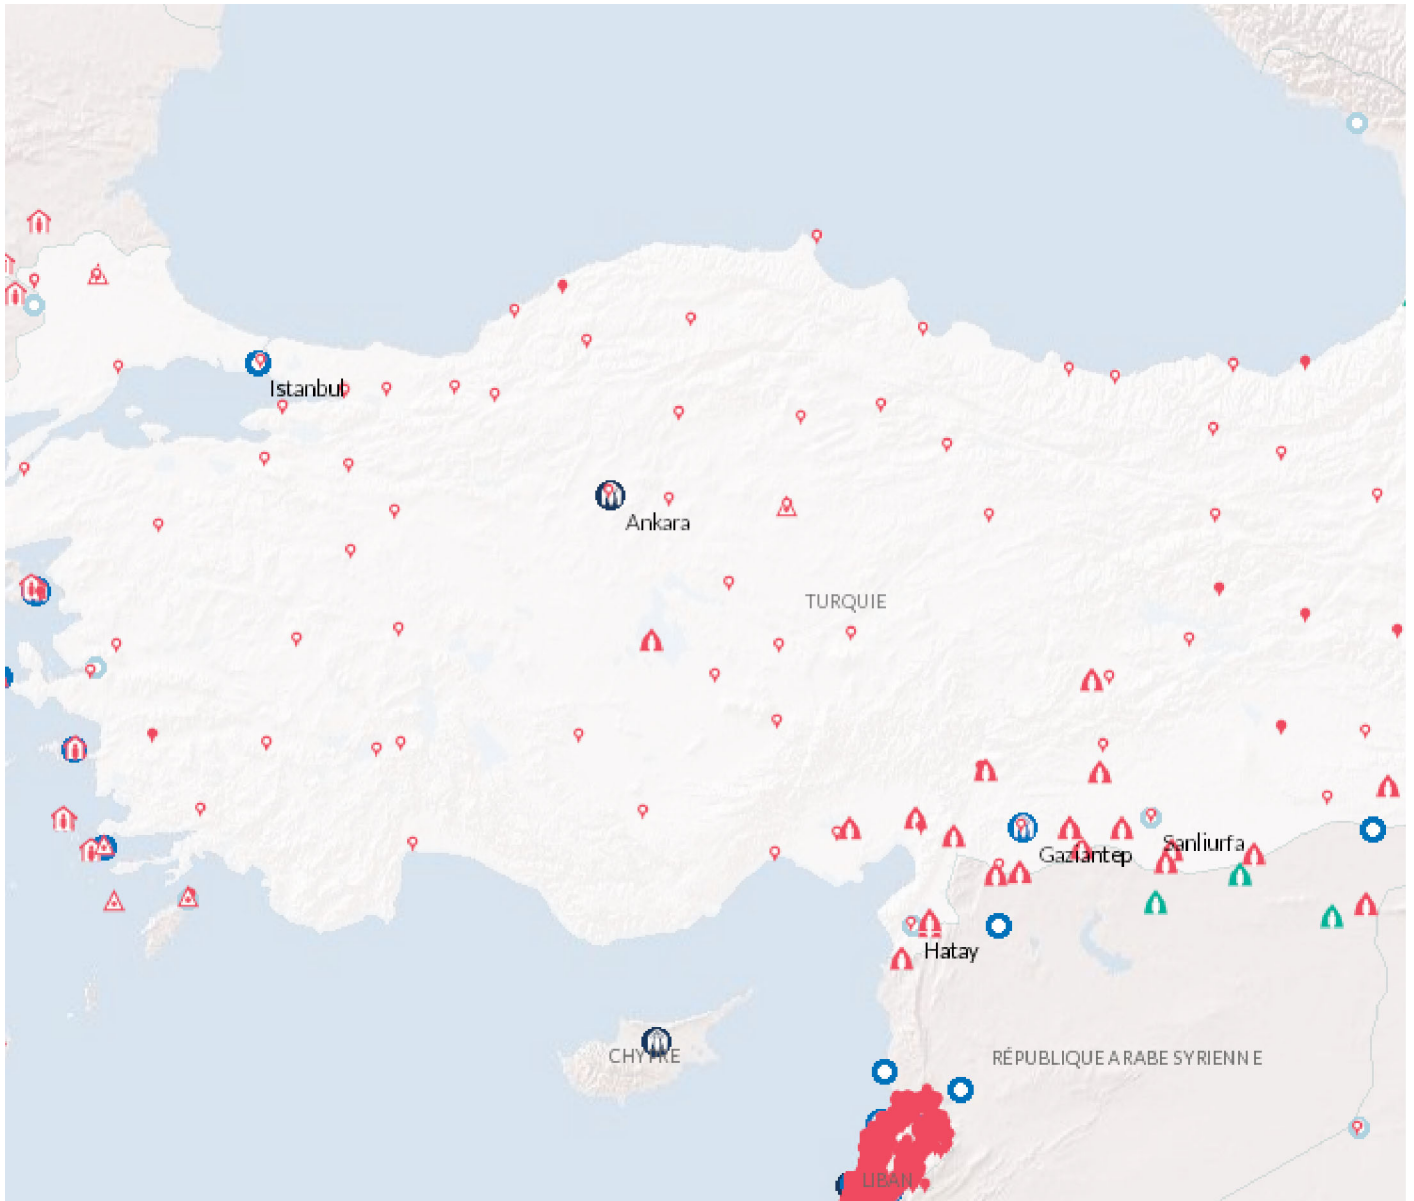 Istanbul
Ankara
TURQUIE
Sanliurfa
Gaziantep
Hatay
CHYPRE
RÉPUBLIQUE ARABE SYRIENNE
LIBAN